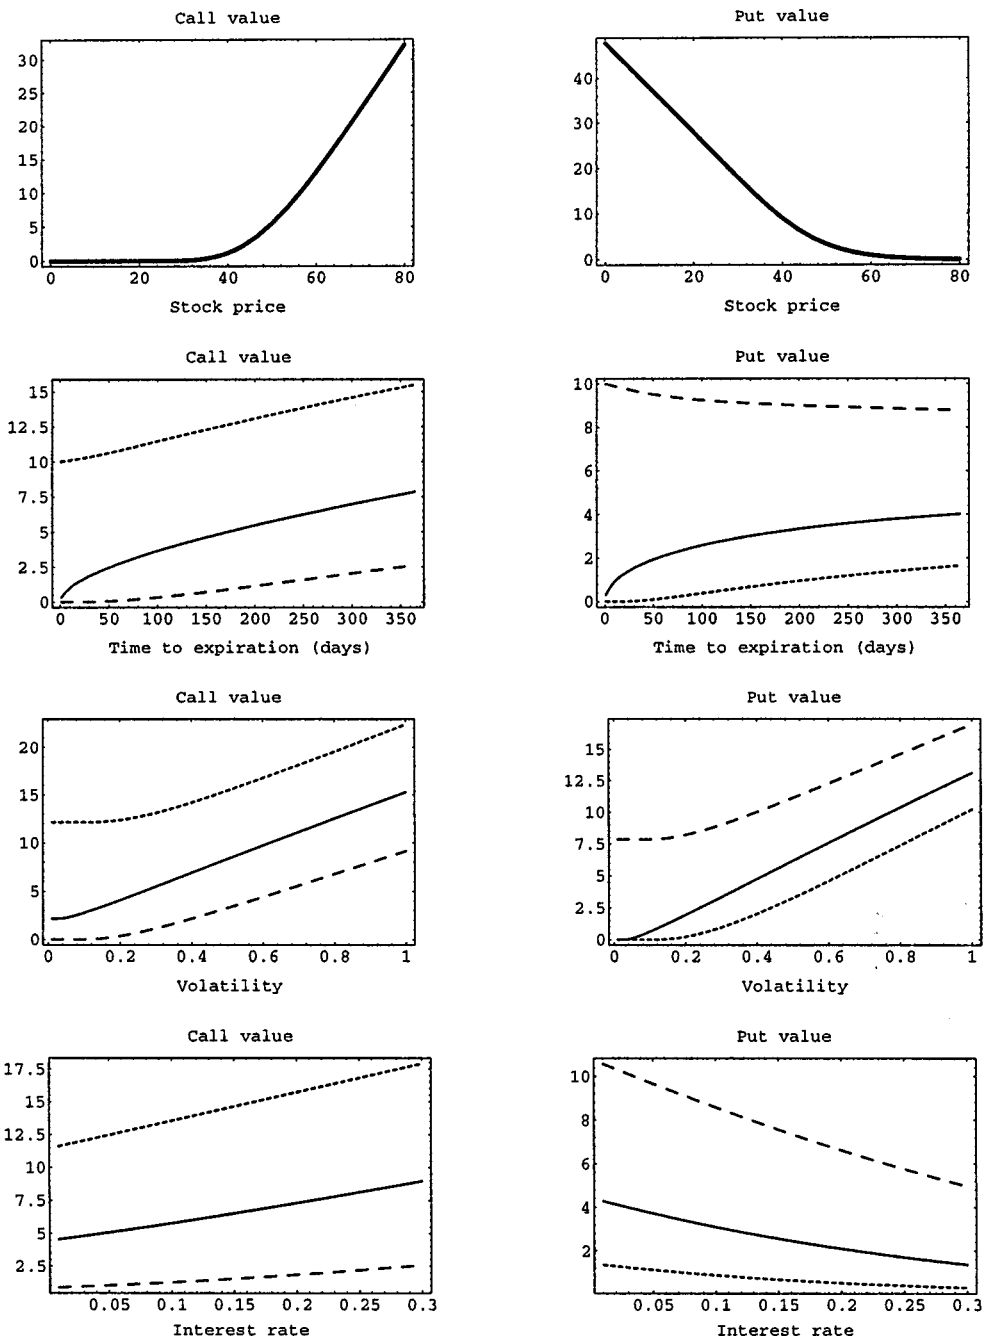 Call value
30
25
20
15
10
5
0
0 20 40 60 80
Stock price
Put value
40
30
20
10
0
0 20 40 60 80
Stock price
Call value
15
12.5
10
7.5
5
2.5
0
0 50 100 150 200 250 300 350
Time to expiration (days)
Put value
10
8
6
4
2
0
0 50 100 150 200 250 300 350
Time to expiration (days)
Call value
20
15
10
5
0
0 0.2 0.4 0.6 0.8 1
Volatility
Put value
15
12.5
10
7.5
5
2.5
0
0 0.2 0.4 0.6 0.8 1
Volatility
Call value
17.5
15
12.5
10
7.5
5
2.5
0.05 0.1 0.15 0.2 0.25 0.3
Interest rate
Put value
10
8
6
4
2
0.05 0.1 0.15 0.2 0.25 0.3
Interest rate